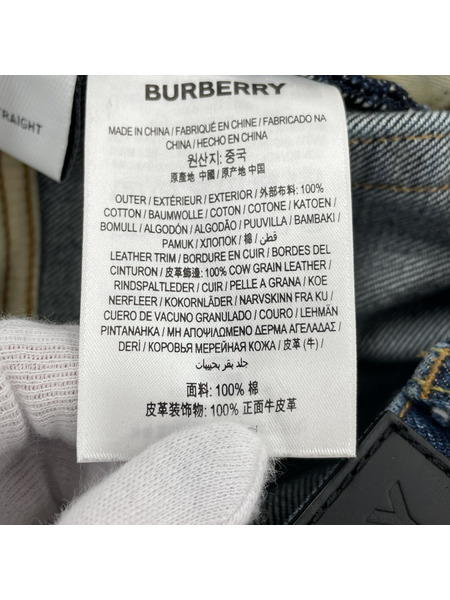 BURBERRY
MADE IN CHINA / FABRIQUÉ EN CHINE / FABRICADO NA
CHINA / HECHO EN CHINA
원산지: 중국
原產地 中國 / 原产地 中国
OUTER / EXTÉRIEUR / EXTERIOR / 外部布料: 100%
COTTON / BAUMWOLLE / COTON / COTONE / KATOEN /
BOMULL / ALGODÓN / ALGODÃO / PUUVILLA / BAMBAKI /
PAMUK / ХЛОПОК / 棉 / قطن /
LEATHER TRIM / BORDURE EN CUIR / BORDES DEL
CINTURON / 皮革飾邊: 100% COW GRAIN LEATHER /
RINDSPALTLEDER / CUIR / PELLE A GRANA / KOE
NERFLEER / KOKORNLÄDER / NARVSKINN FRA KU /
CUERO DE VACUNO GRANULADO / COURO / LEHMÄN
PINTANAHKA / ΜΗ ΑΠΟΨΙΛΩΜΕΝΟ ΔΕΡΜΑ ΑΓΕΛΑΔΑΣ /
DERİ / КОРОВЬЯ МЕРЕЙНАЯ КОЖА / 皮革 (牛) /
جلد بقر بحبيبات
面料: 100% 棉
皮革装饰物: 100% 正面牛皮革
TRAIGHT
Y